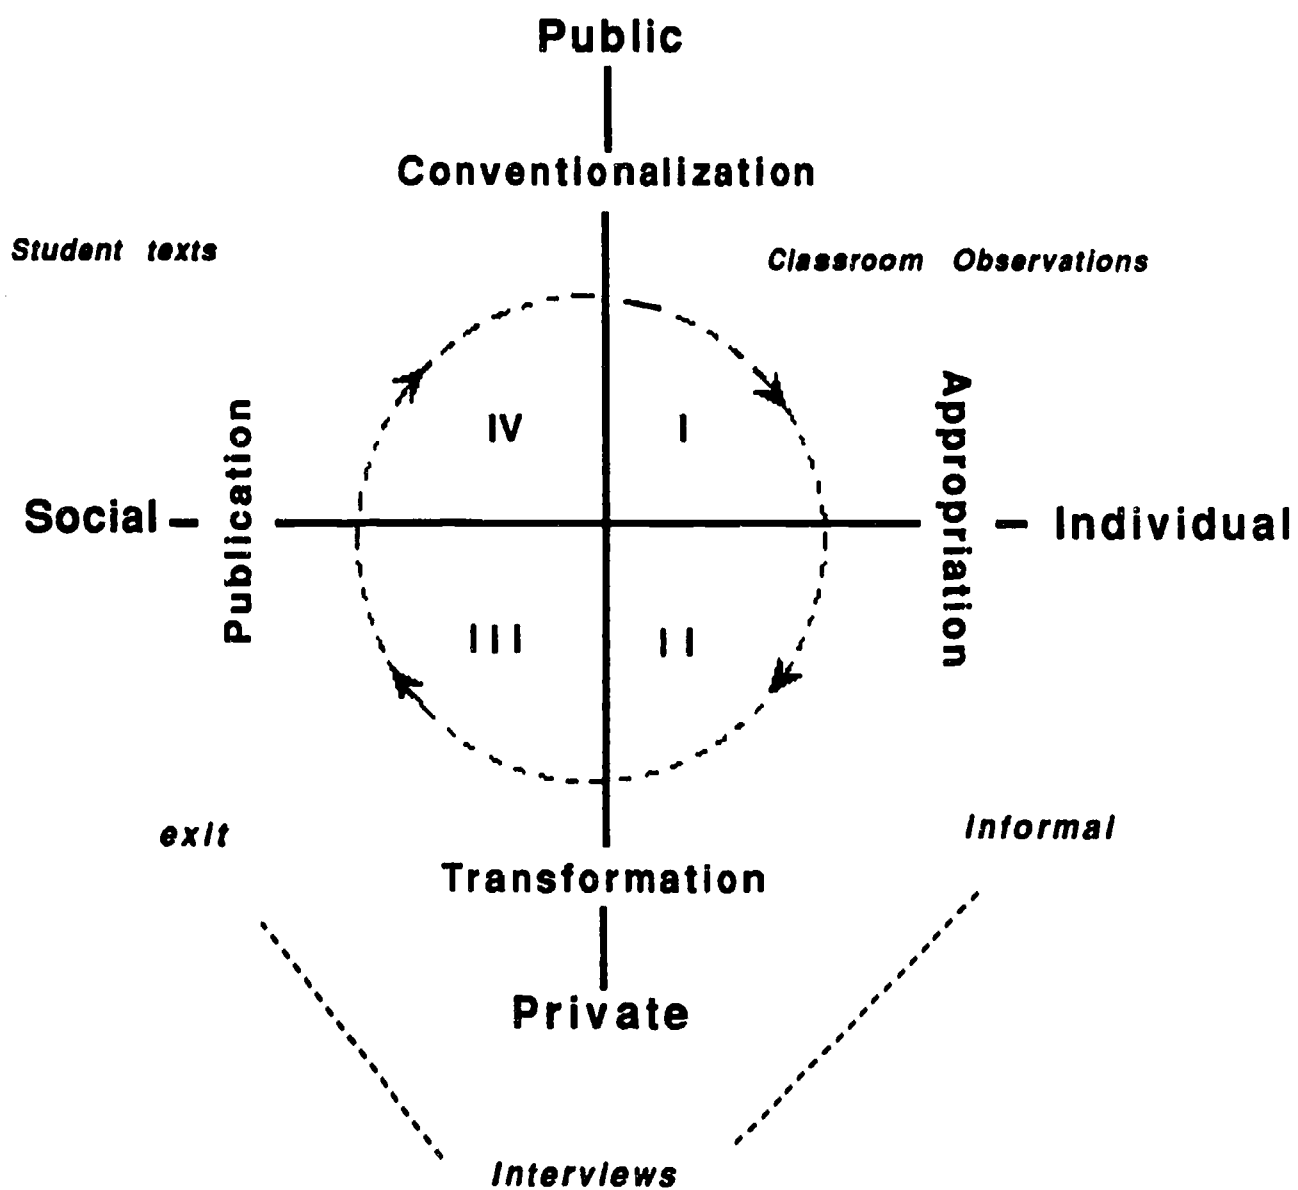 Public
Conventionalization
Student texts
Classroom Observations
IV
I
Social
Publication
Appropriation
Individual
III
II
exit
Informal
Transformation
Private
Interviews